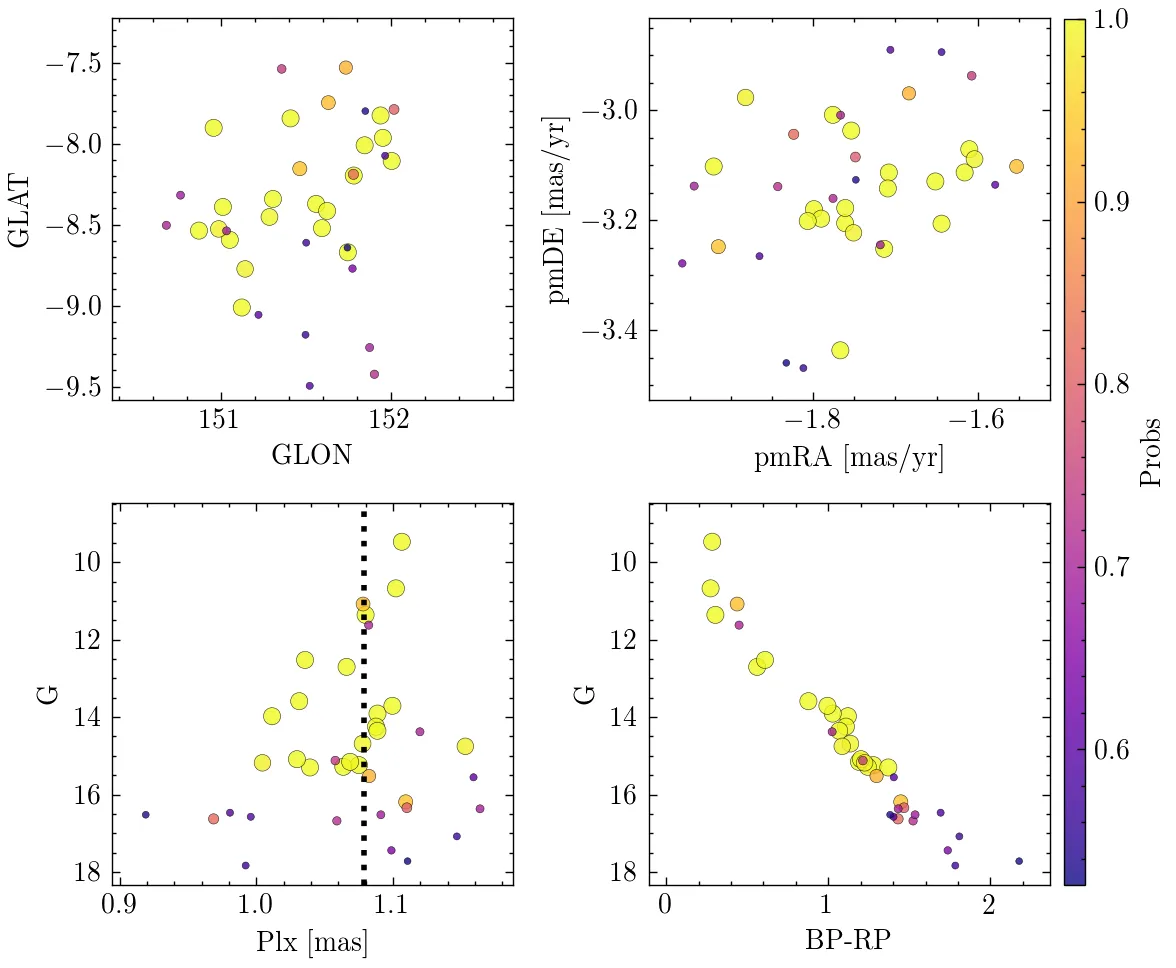 −7.5
−8.0
−8.5
−9.0
−9.5
GLAT
151 152
GLON
−3.0
−3.2
−3.4
pmDE [mas/yr]
−1.8 −1.6
pmRA [mas/yr]
1.0
0.9
0.8
0.7
0.6
Probs
10
12
14
16
18
G
0.9 1.0 1.1
Plx [mas]
10
12
14
16
18
G
0 1 2
BP-RP